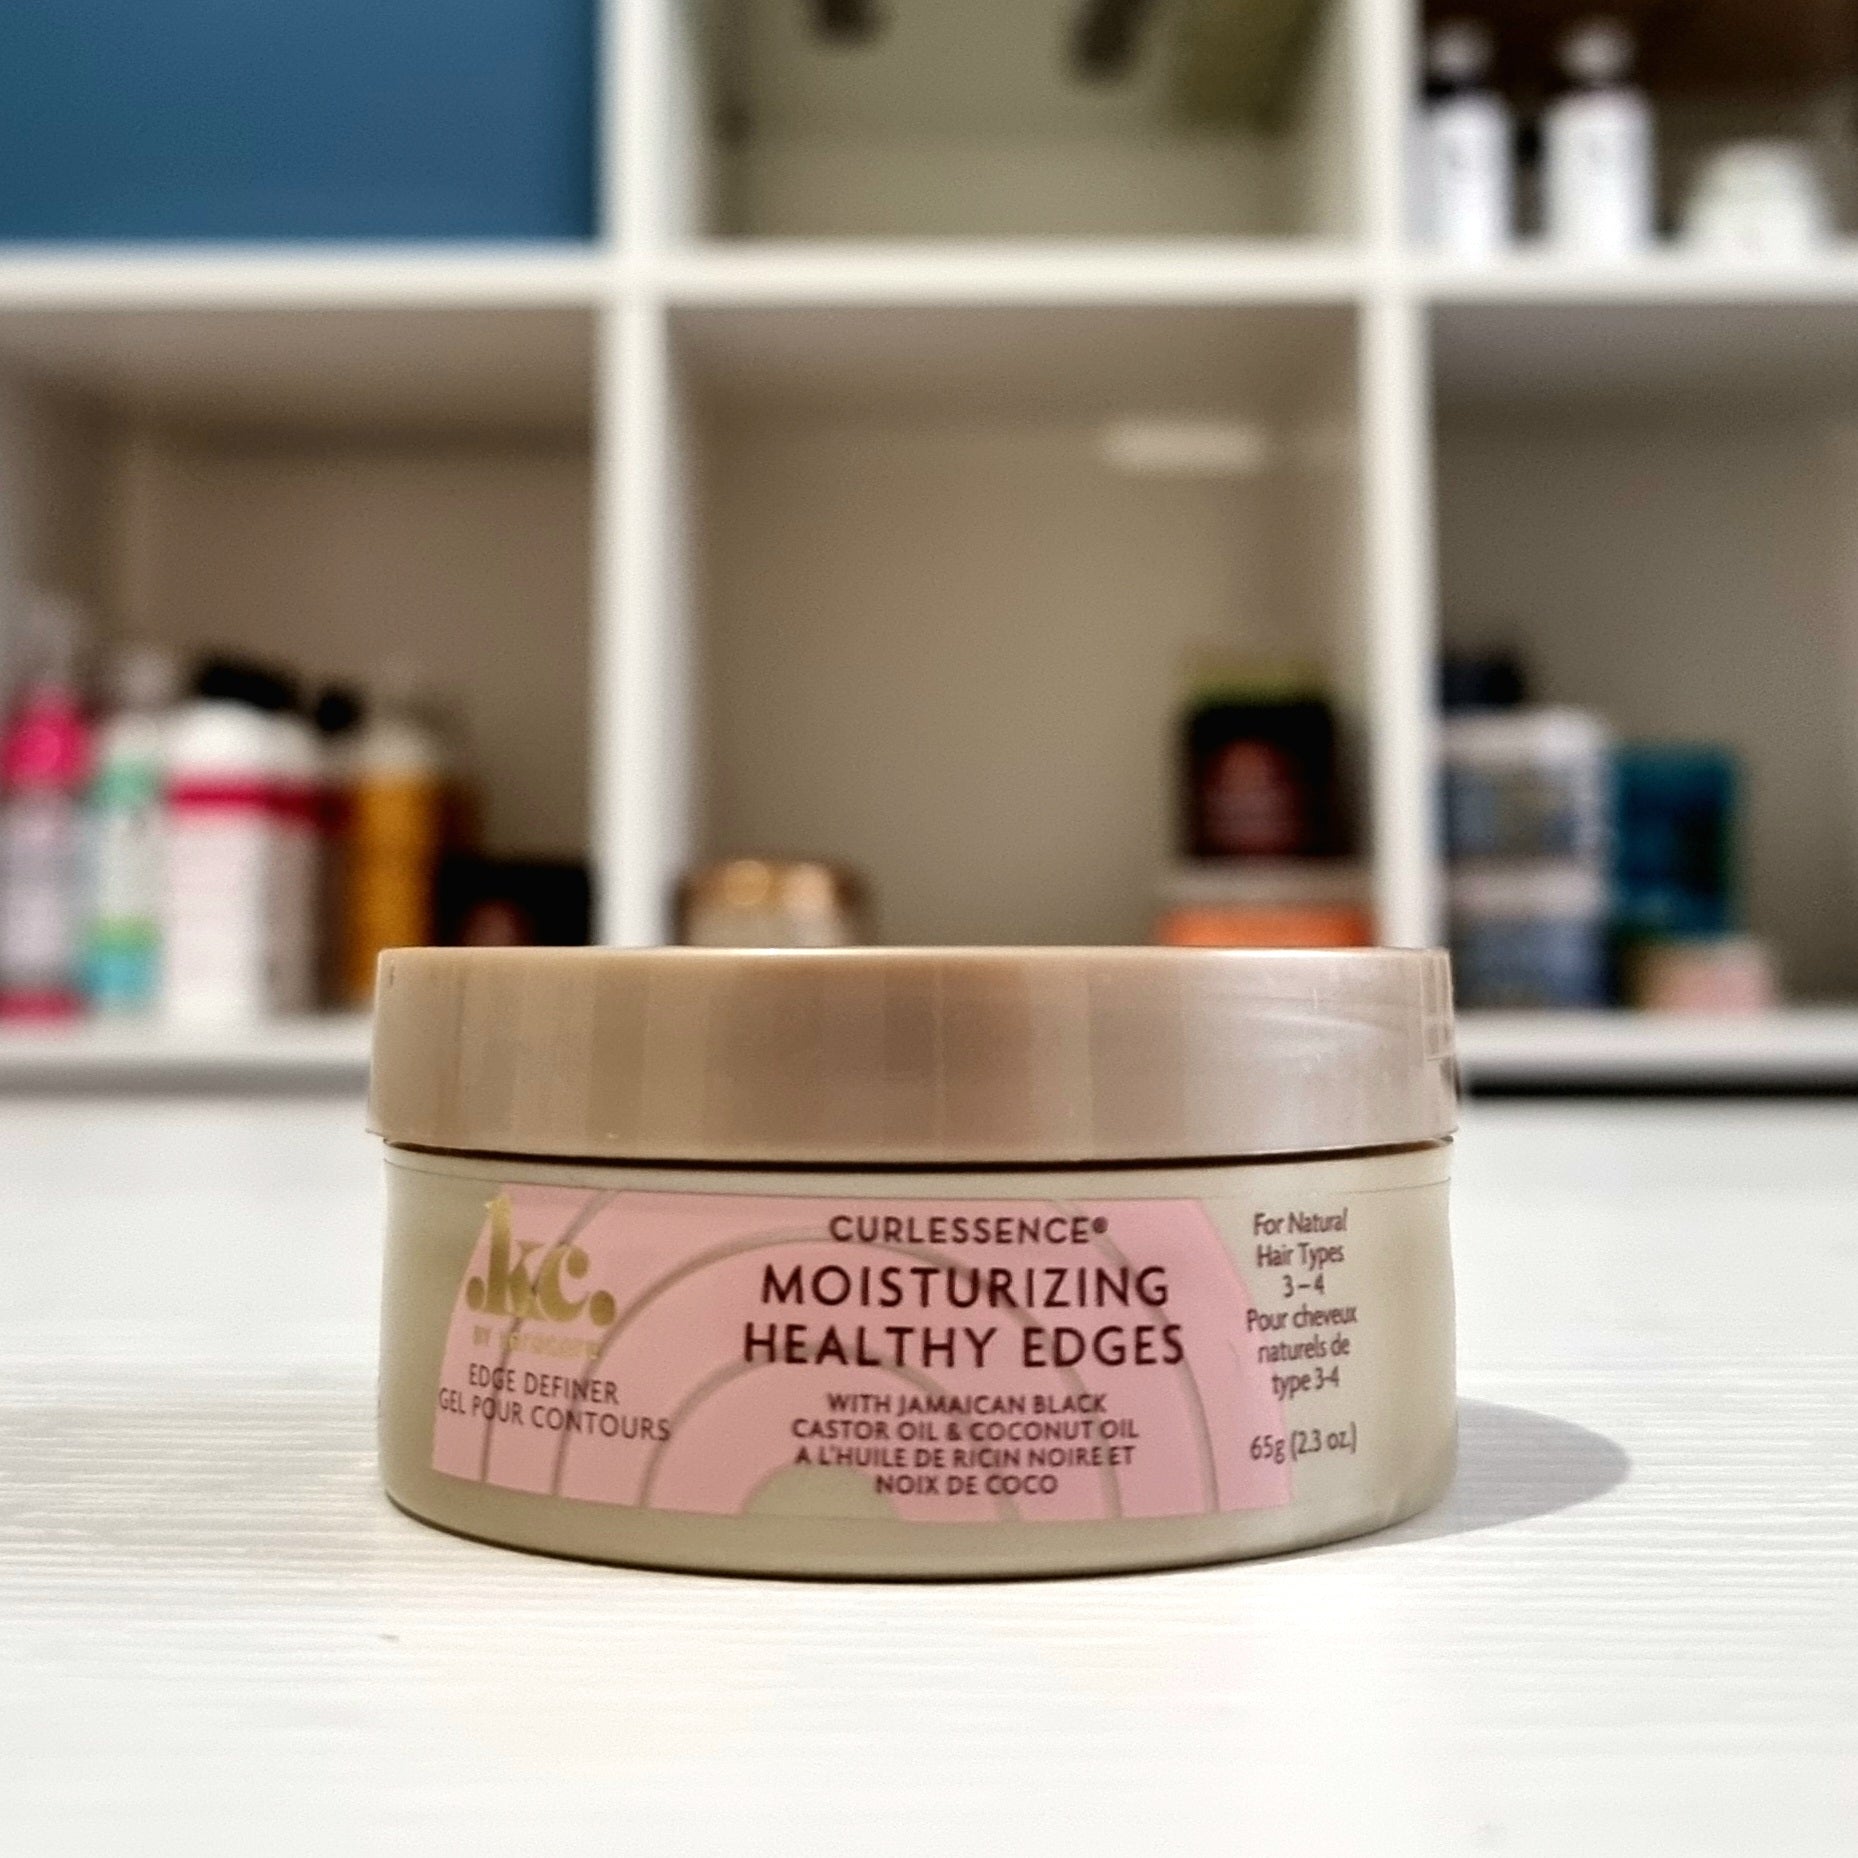 .kc.
BY keracare
EDGE DEFINER
GEL POUR CONTOURS
CURLESSENCE®
MOISTURIZING
HEALTHY EDGES
WITH JAMAICAN BLACK
CASTOR OIL & COCONUT OIL
A L'HUILE DE RICIN NOIRE ET
NOIX DE COCO
For Natural
Hair Types
3–4
Pour cheveux
naturels de
type 3-4
65g (2.3 oz.)